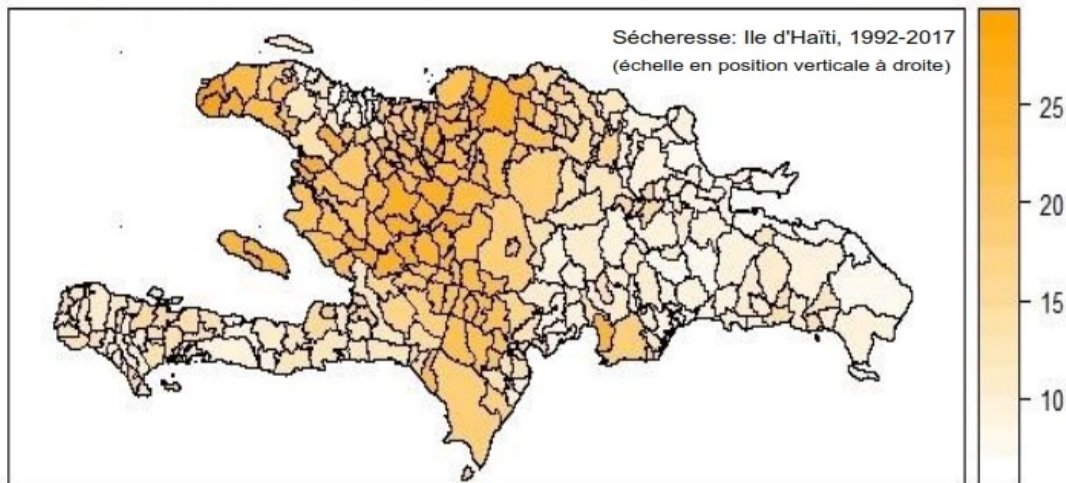 Sécheresse: Ile d'Haïti, 1992-2017
(échelle en position verticale à droite)
25
20
15
10